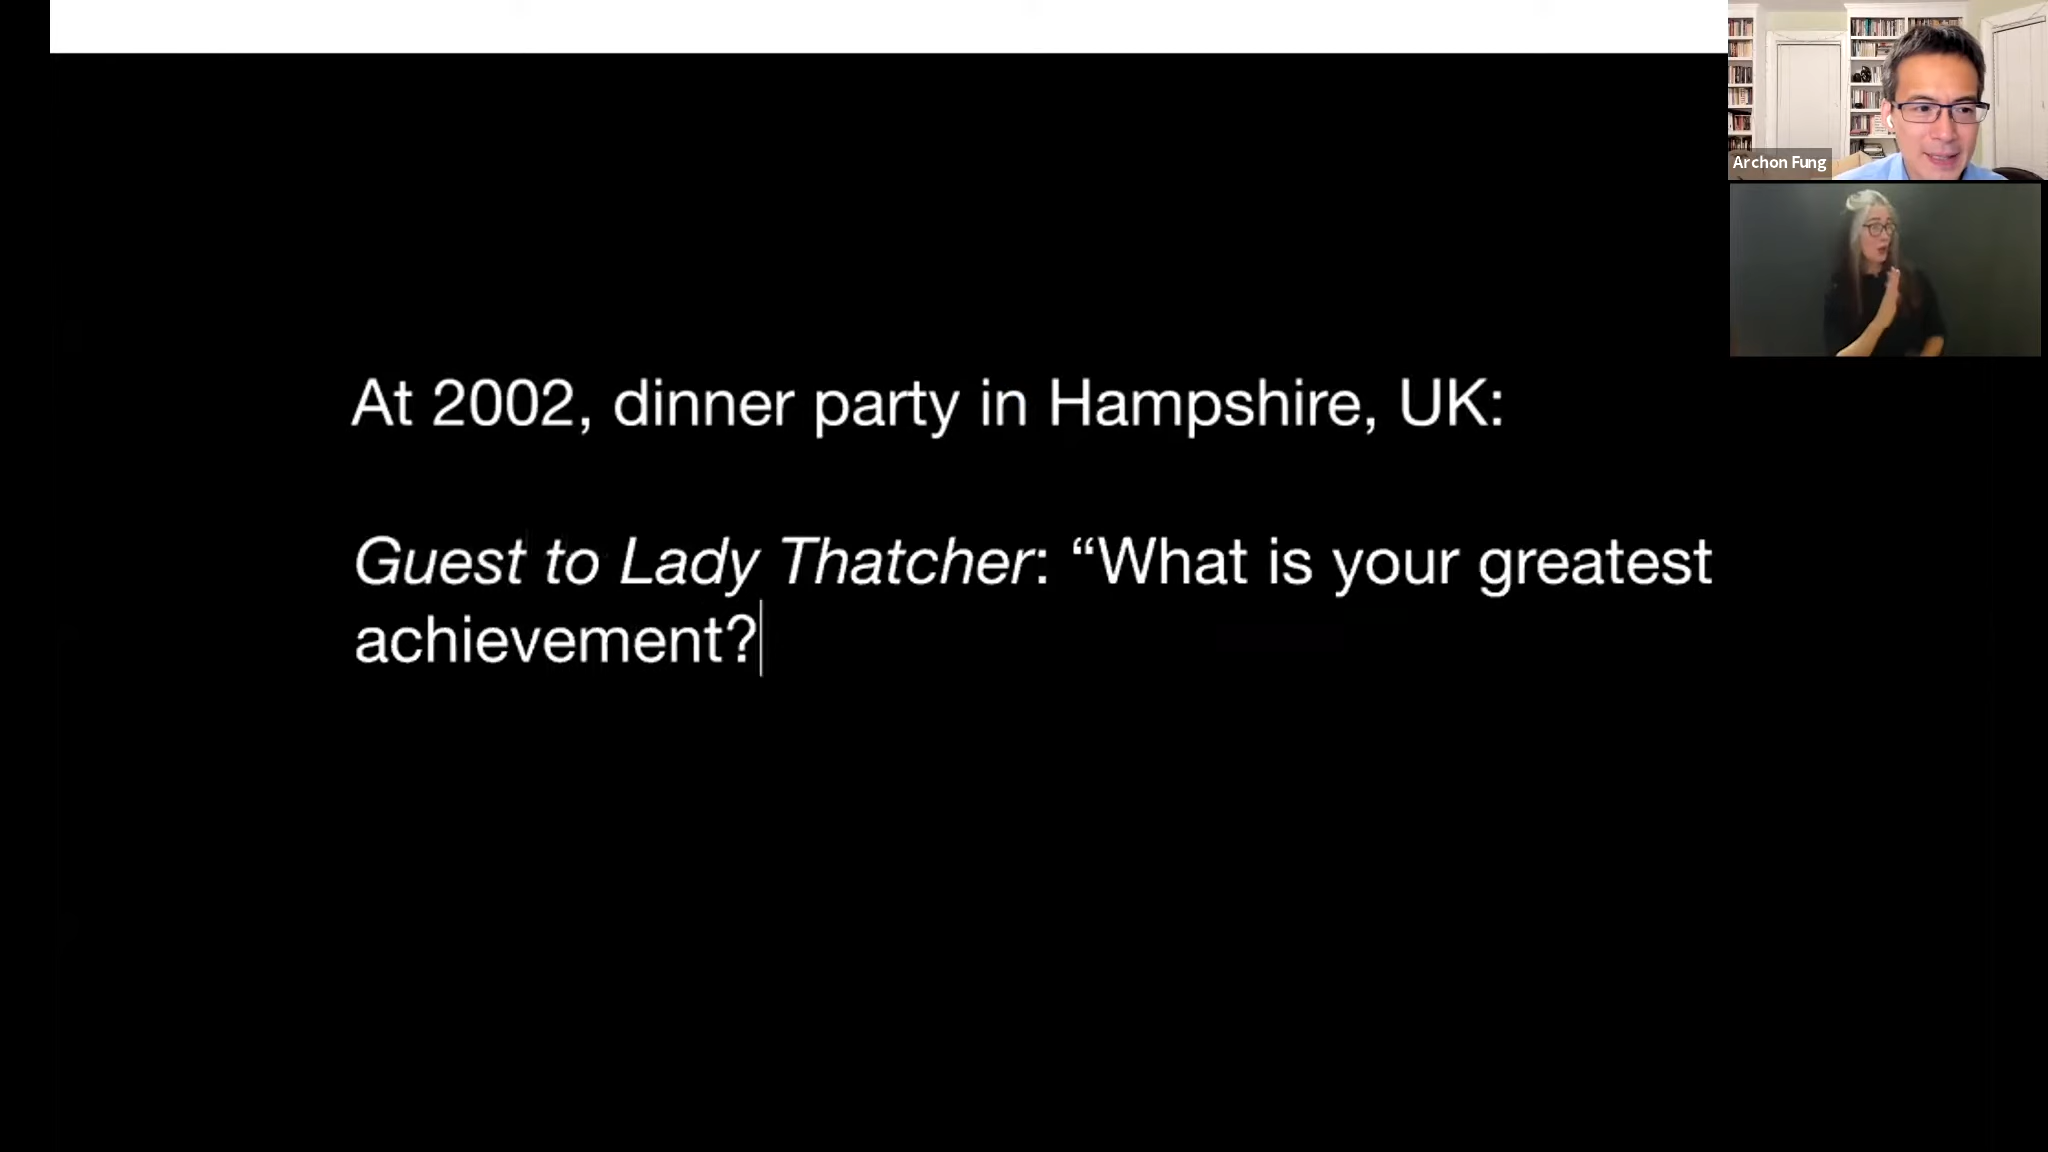 Archon Fung
At 2002, dinner party in Hampshire, UK:
Guest to Lady Thatcher: “What is your greatest
achievement?